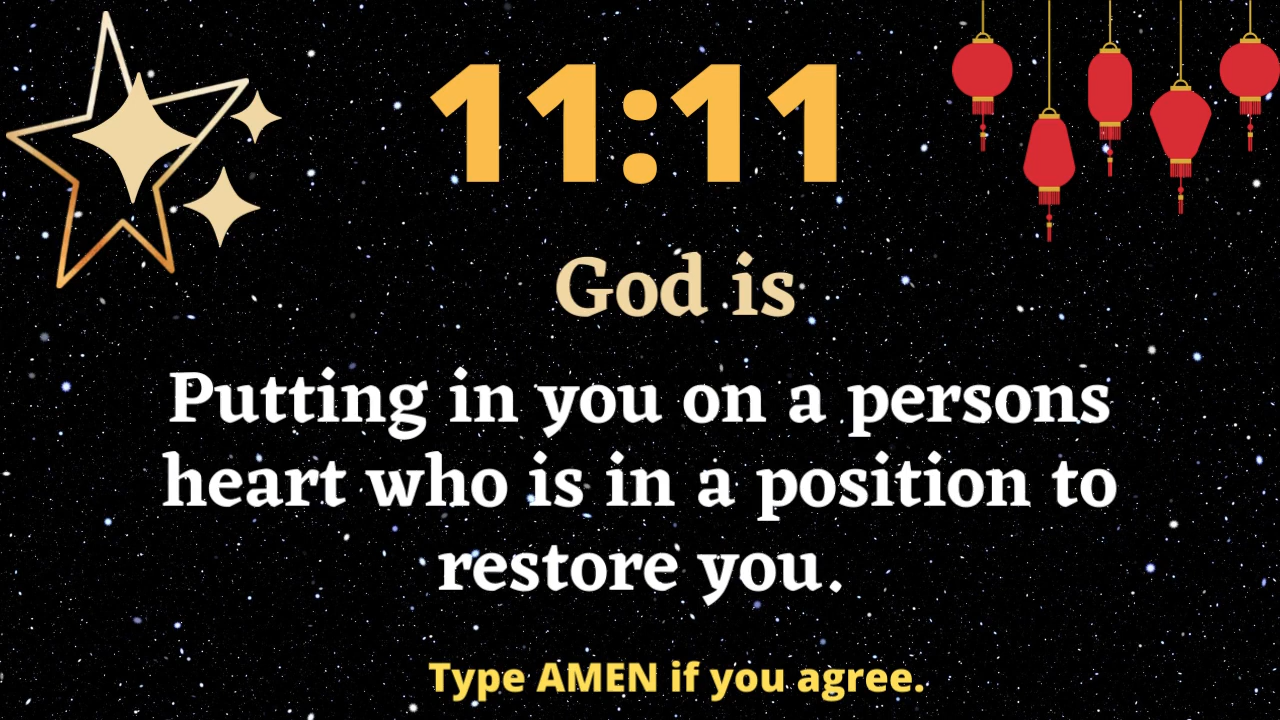 11:11
God is
Putting in you on a persons
heart who is in a position to
restore you.
Type AMEN if you agree.